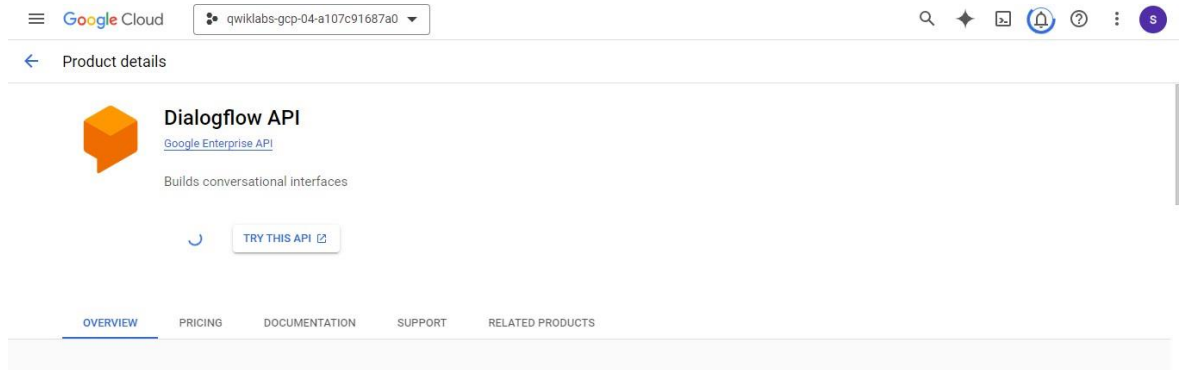 Google Cloud qwiklabs-gcp-04-a107c91687a0 S
Product details
Dialogflow API
Google Enterprise API
Builds conversational interfaces
TRY THIS API
OVERVIEW PRICING DOCUMENTATION SUPPORT RELATED PRODUCTS